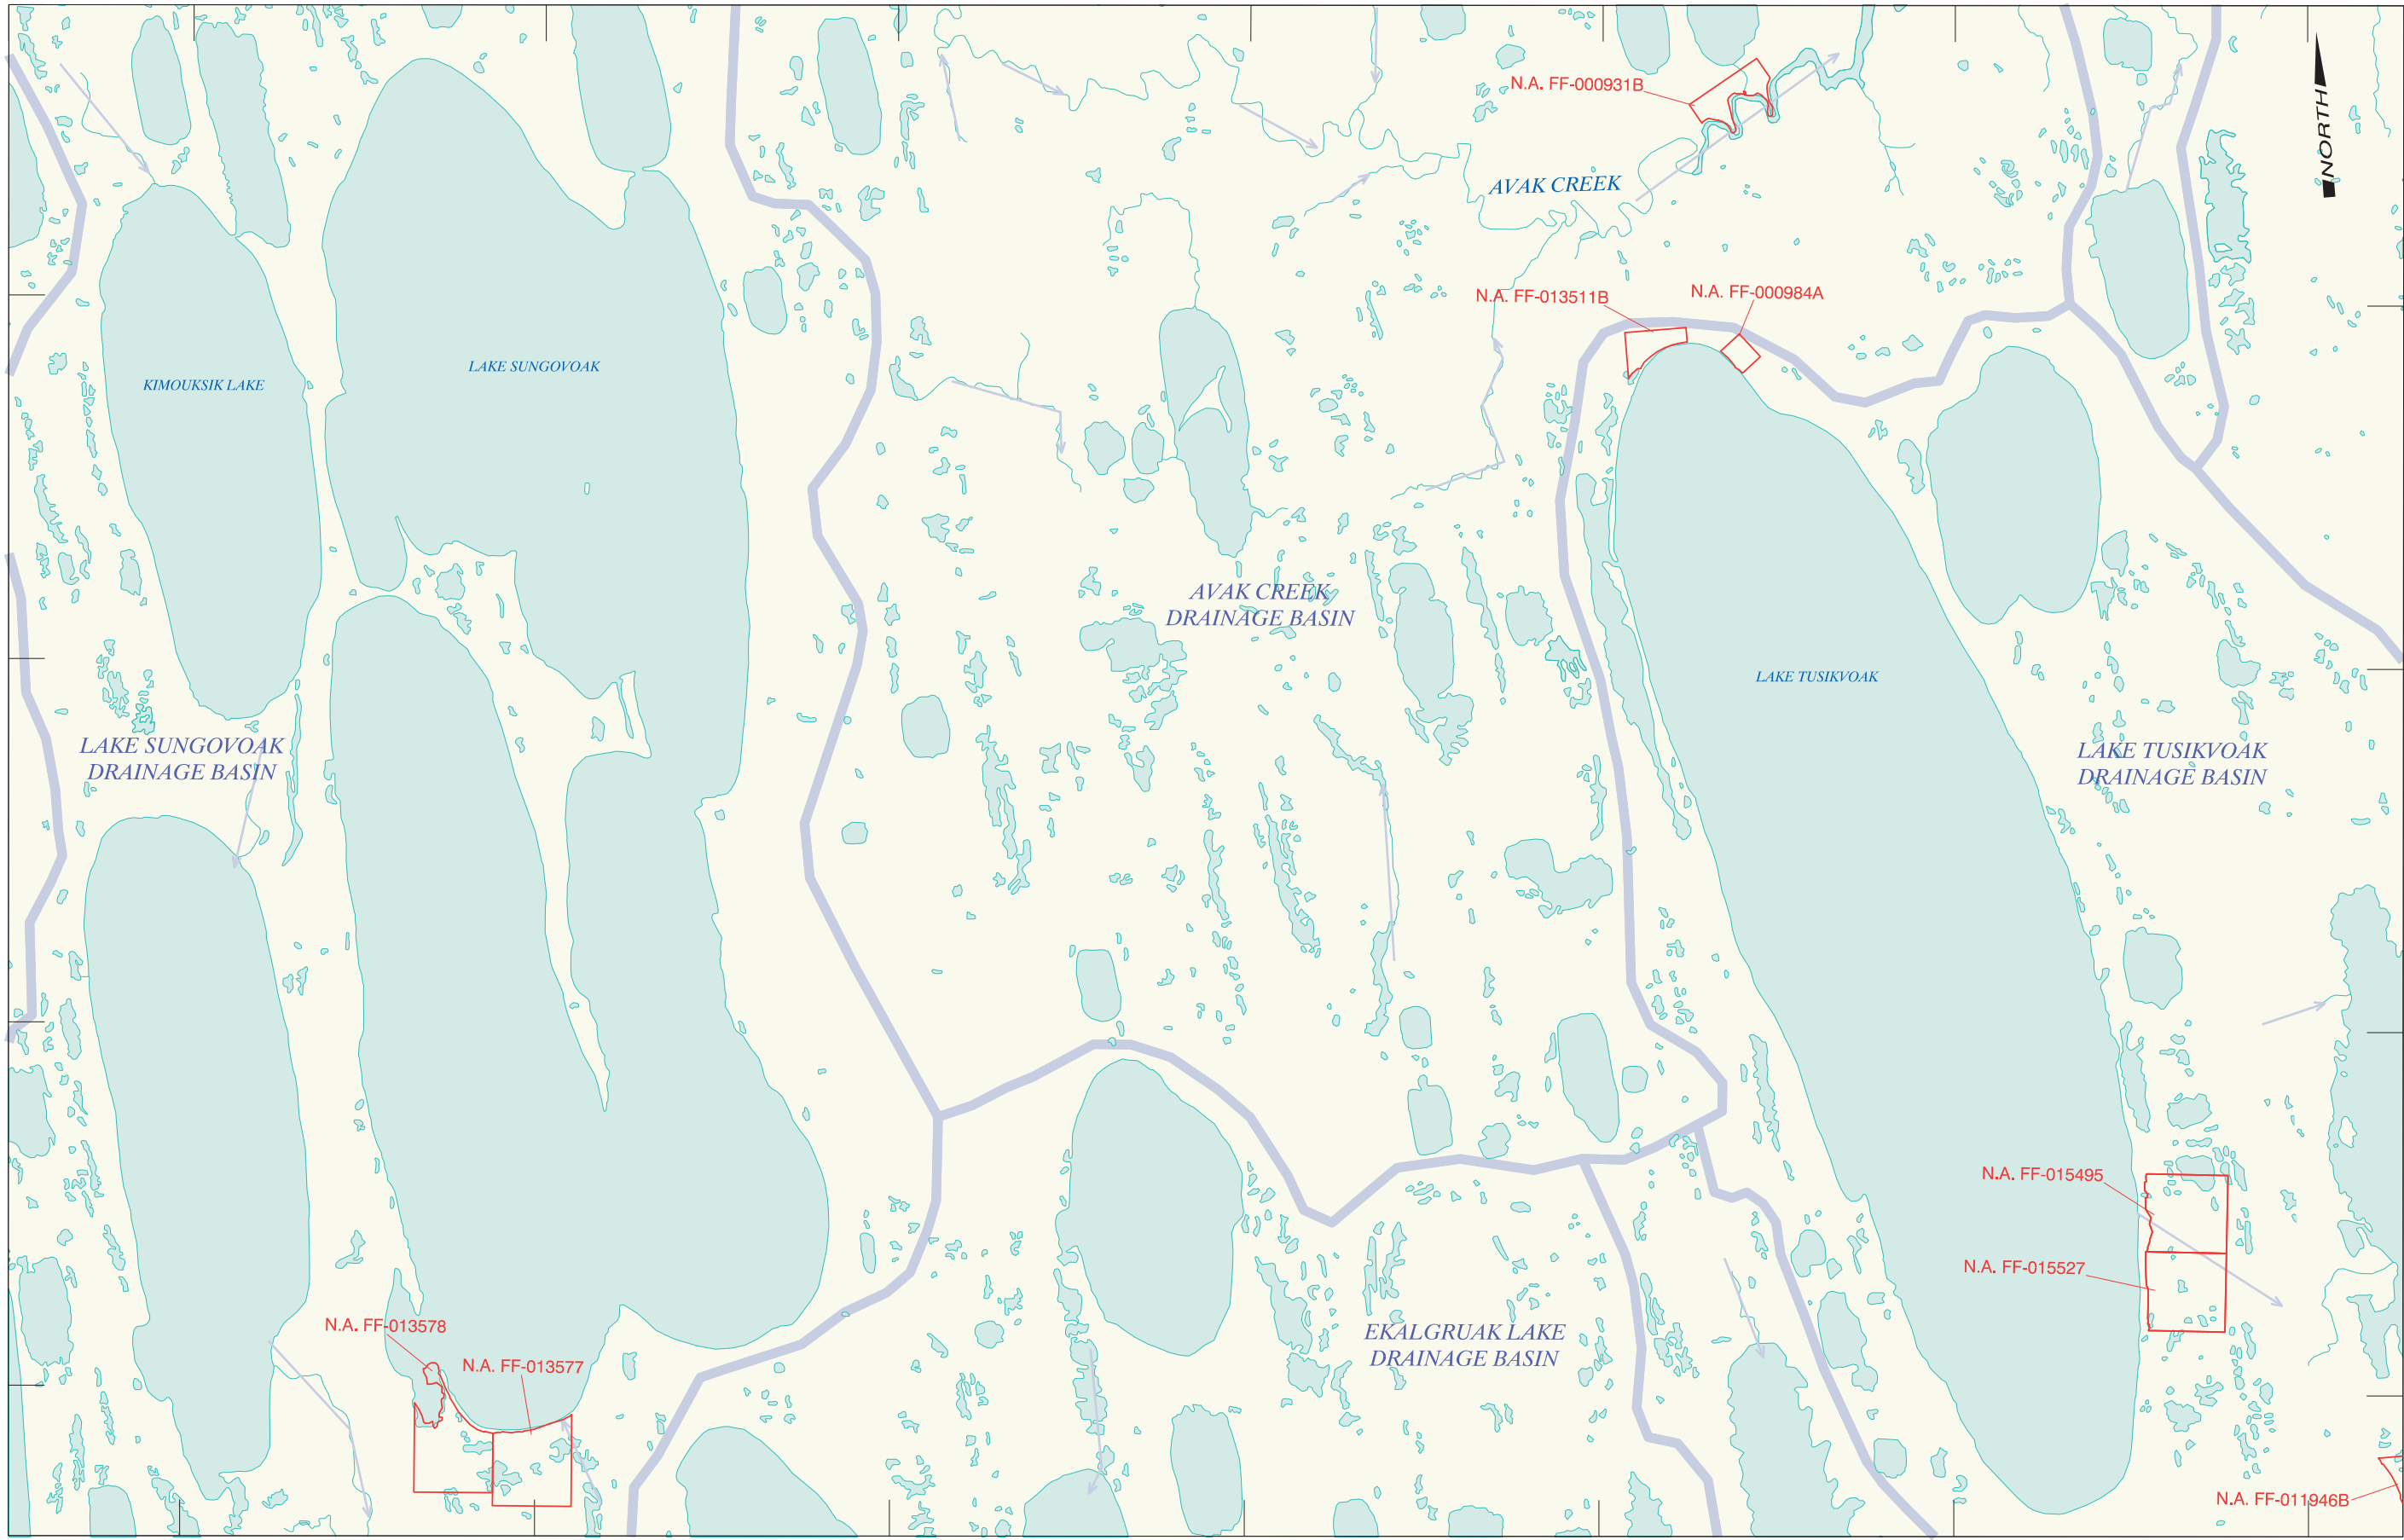 N.A. FF-000931B
NORTH
AVAK CREEK
N.A. FF-013511B
N.A. FF-000984A
KIMOUKSIK LAKE
LAKE SUNGOVOAK
AVAK CREEK
DRAINAGE BASIN
LAKE TUSIKVOAK
LAKE SUNGOVOAK
DRAINAGE BASIN
LAKE TUSIKVOAK
DRAINAGE BASIN
N.A. FF-015495
N.A. FF-015527
N.A. FF-013578
N.A. FF-013577
EKALGRUAK LAKE
DRAINAGE BASIN
N.A. FF-011946B